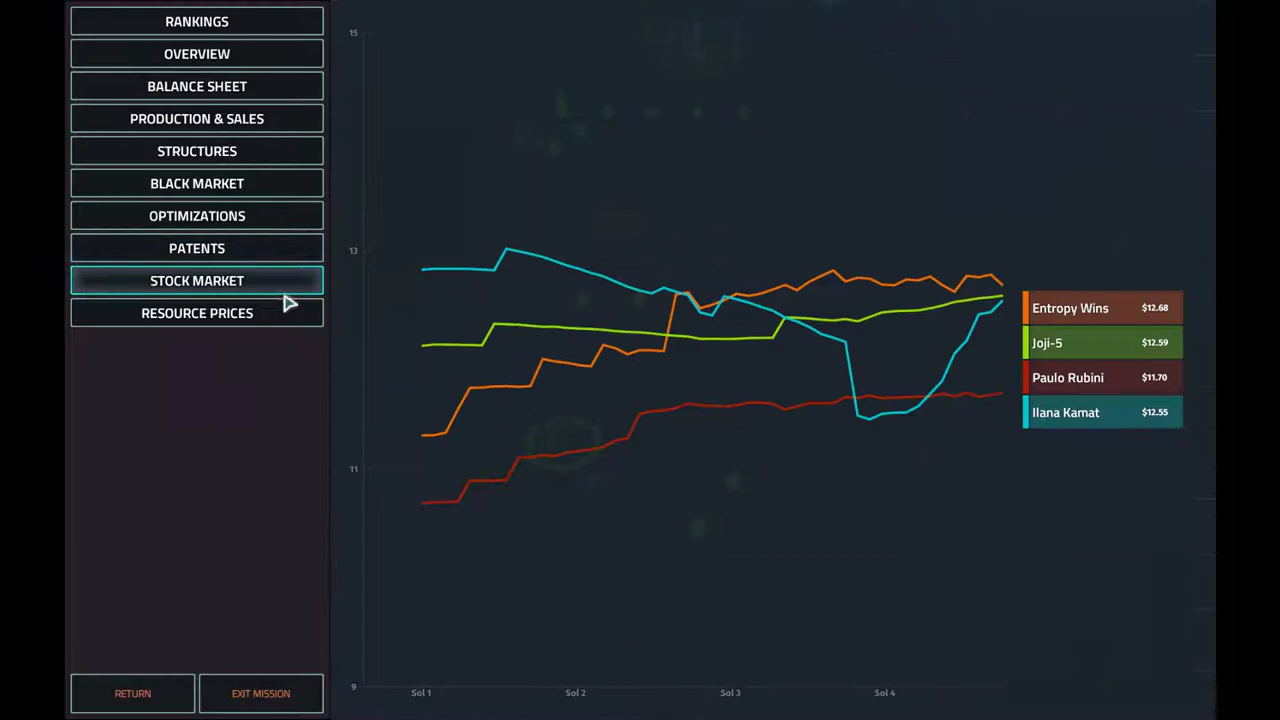 RANKINGS
OVERVIEW
BALANCE SHEET
PRODUCTION & SALES
STRUCTURES
BLACK MARKET
OPTIMIZATIONS
PATENTS
STOCK MARKET
RESOURCE PRICES
RETURN
EXIT MISSION
15
13
11
9
Sol 1
Sol 2
Sol 3
Sol 4
Entropy Wins $12.68
Joji-5 $12.59
Paulo Rubini $11.70
Ilana Kamat $12.55